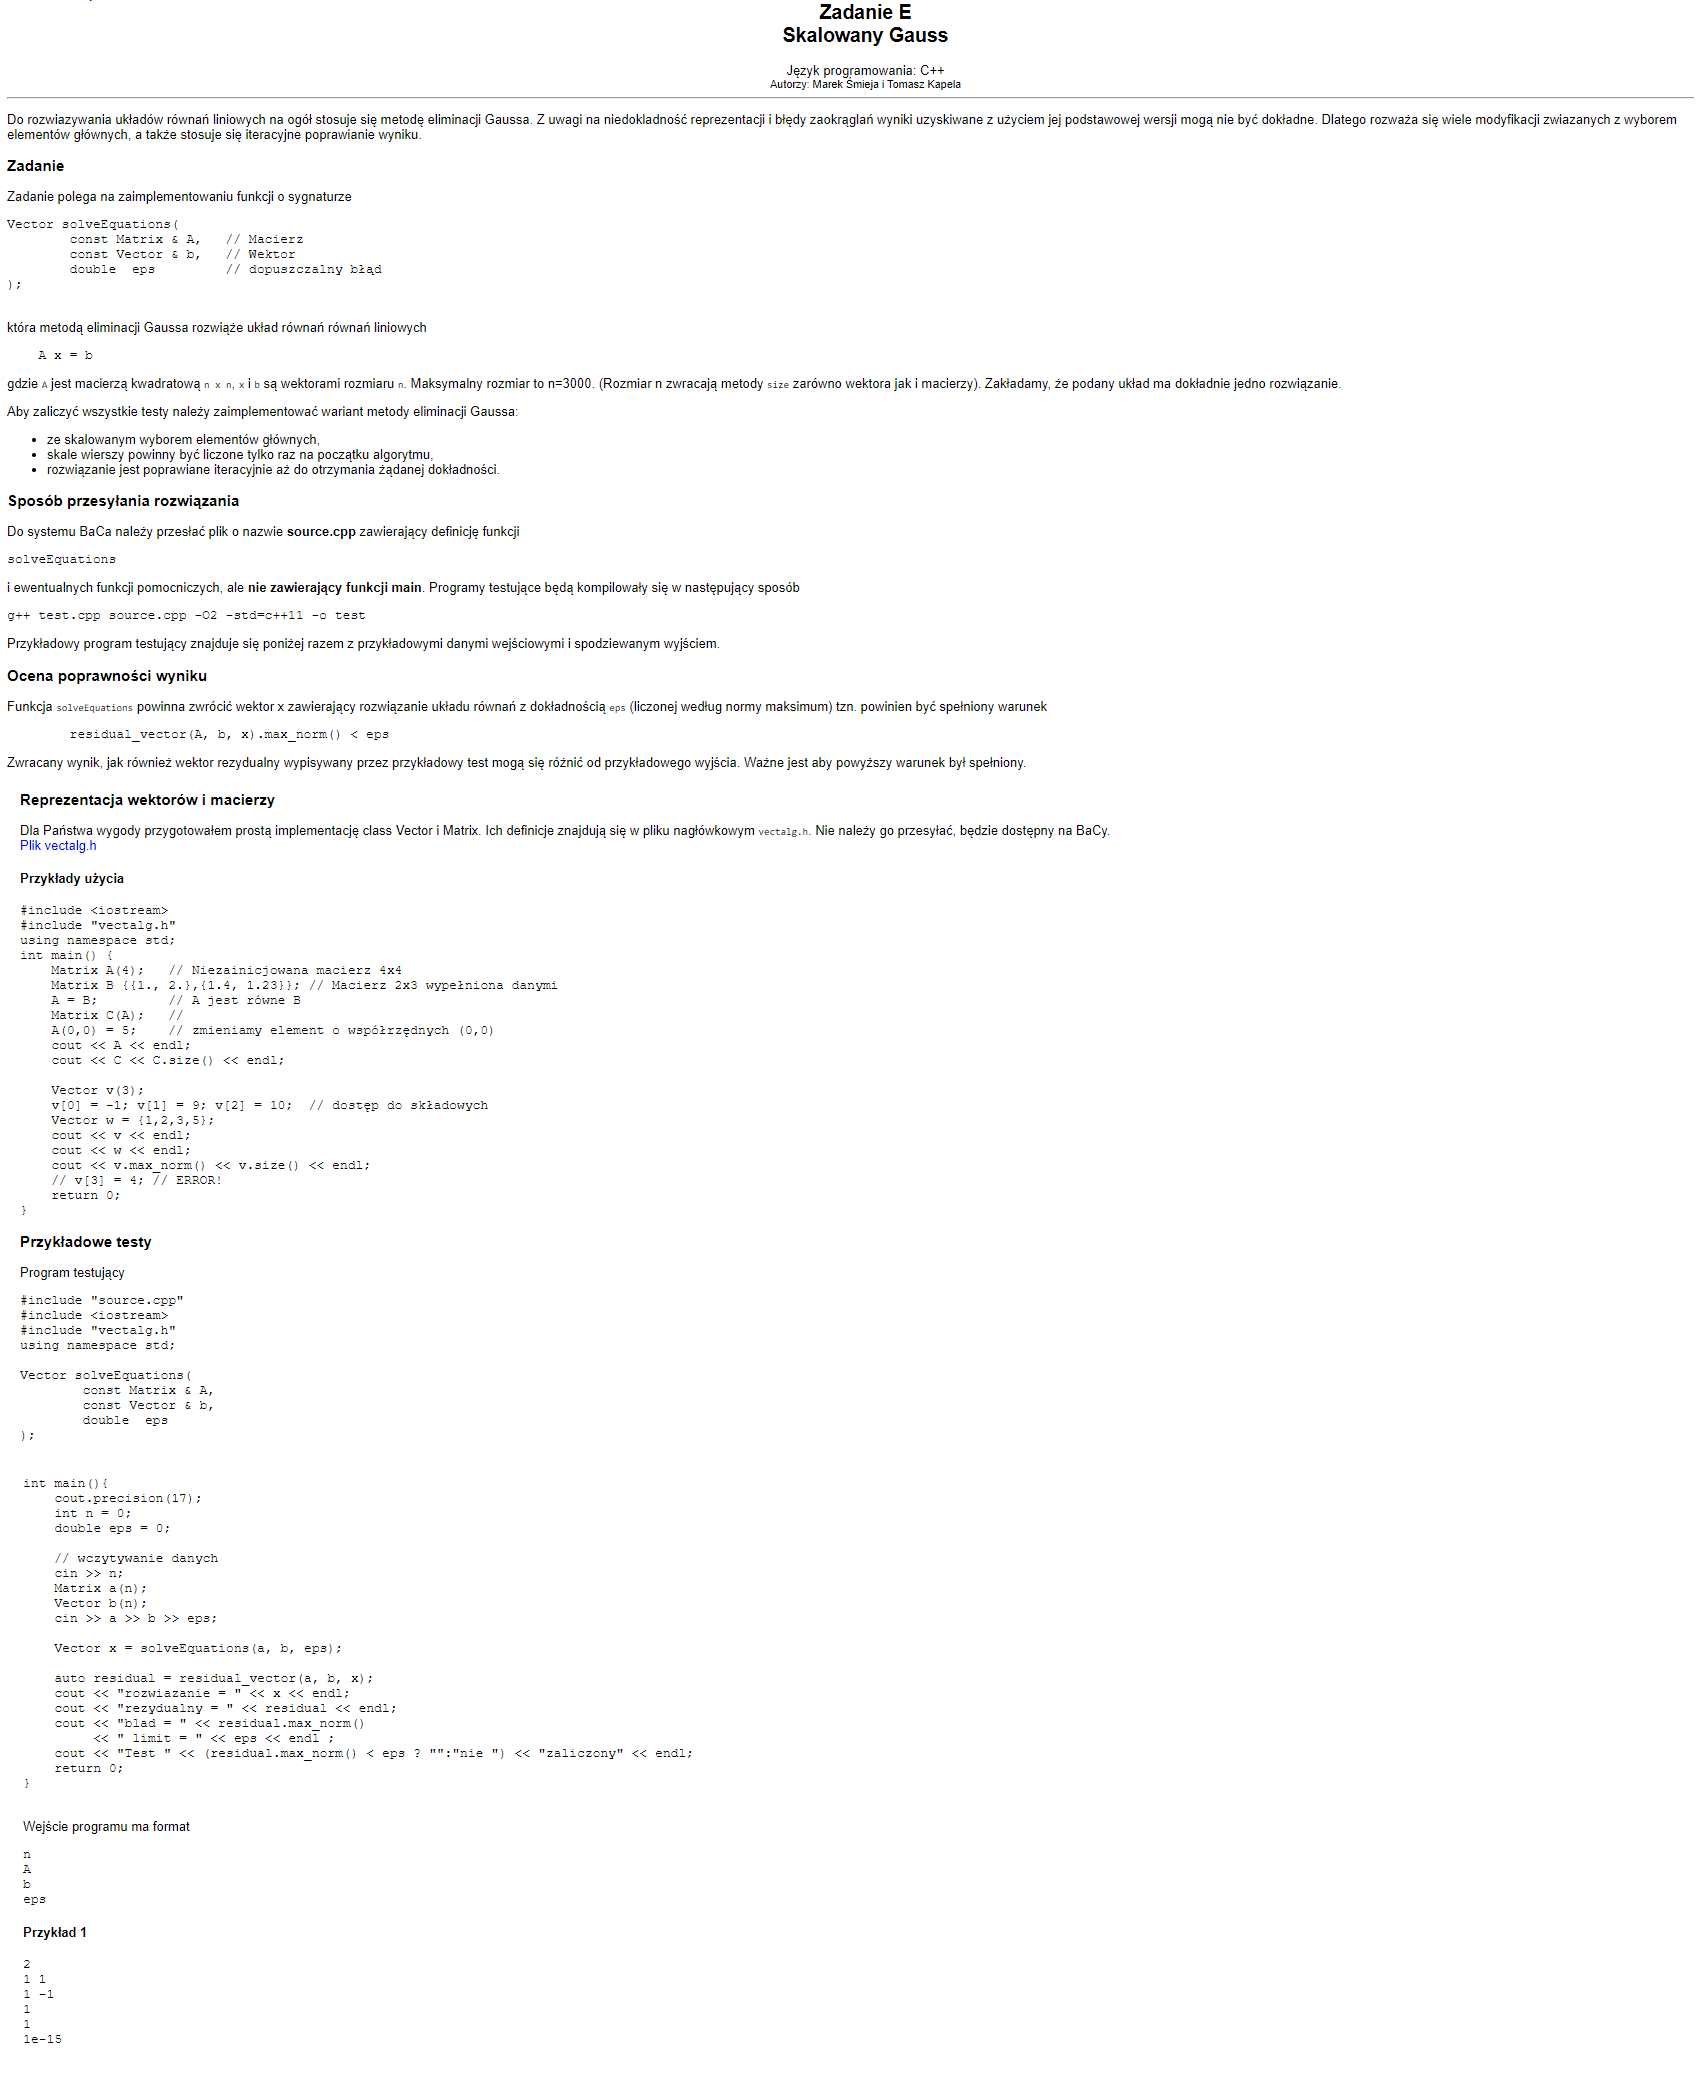 Zadanie E
Skalowany Gauss
Język programowania: C++
Autorzy: Marek Śmieja i Tomasz Kapela
Do rozwiazywania układów równań liniowych na ogół stosuje się metodę eliminacji Gaussa. Z uwagi na niedokladność reprezentacji i błędy zaokrąglań wyniki uzyskiwane z użyciem jej podstawowej wersji mogą nie być dokładne. Dlatego rozważa się wiele modyfikacji zwiazanych z wyborem
elementów głównych, a także stosuje się iteracyjne poprawianie wyniku.
Zadanie
Zadanie polega na zaimplementowaniu funkcji o sygnaturze
Vector solveEquations(
        const Matrix & A,   // Macierz
        const Vector & b,   // Wektor
        double  eps         // dopuszczalny błąd
);
która metodą eliminacji Gaussa rozwiąże układ równań równań liniowych
    A x = b
gdzie A jest macierzą kwadratową n x n, x i b są wektorami rozmiaru n. Maksymalny rozmiar to n=3000. (Rozmiar n zwracają metody size zarówno wektora jak i macierzy). Zakładamy, że podany układ ma dokładnie jedno rozwiązanie.
Aby zaliczyć wszystkie testy należy zaimplementować wariant metody eliminacji Gaussa:
• ze skalowanym wyborem elementów głównych,
• skale wierszy powinny być liczone tylko raz na początku algorytmu,
• rozwiązanie jest poprawiane iteracyjnie aż do otrzymania żądanej dokładności.
Sposób przesyłania rozwiązania
Do systemu BaCa należy przesłać plik o nazwie source.cpp zawierający definicję funkcji
solveEquations
i ewentualnych funkcji pomocniczych, ale nie zawierający funkcji main. Programy testujące będą kompilowały się w następujący sposób
g++ test.cpp source.cpp -O2 -std=c++11 -o test
Przykładowy program testujący znajduje się poniżej razem z przykładowymi danymi wejściowymi i spodziewanym wyjściem.
Ocena poprawności wyniku
Funkcja solveEquations powinna zwrócić wektor x zawierający rozwiązanie układu równań z dokładnością eps (liczonej według normy maksimum) tzn. powinien być spełniony warunek
        residual_vector(A, b, x).max_norm() < eps
Zwracany wynik, jak również wektor rezydualny wypisywany przez przykładowy test mogą się różnić od przykładowego wyjścia. Ważne jest aby powyższy warunek był spełniony.
Reprezentacja wektorów i macierzy
Dla Państwa wygody przygotowałem prostą implementację class Vector i Matrix. Ich definicje znajdują się w pliku nagłówkowym vectalg.h. Nie należy go przesyłać, będzie dostępny na BaCy.
Plik vectalg.h
Przykłady użycia
#include <iostream>
#include "vectalg.h"
using namespace std;
int main() {
    Matrix A(4);   // Niezainicjowana macierz 4x4
    Matrix B {{1., 2.},{1.4, 1.23}}; // Macierz 2x3 wypełniona danymi
    A = B;         // A jest równe B
    Matrix C(A);   //
    A(0,0) = 5;    // zmieniamy element o współrzędnych (0,0)
    cout << A << endl;
    cout << C << C.size() << endl;
    Vector v(3);
    v[0] = -1; v[1] = 9; v[2] = 10;  // dostęp do składowych
    Vector w = {1,2,3,5};
    cout << v << endl;
    cout << w << endl;
    cout << v.max_norm() << v.size() << endl;
    // v[3] = 4; // ERROR!
    return 0;
}
Przykładowe testy
Program testujący
#include "source.cpp"
#include <iostream>
#include "vectalg.h"
using namespace std;
Vector solveEquations(
        const Matrix & A,
        const Vector & b,
        double  eps
);
int main(){
    cout.precision(17);
    int n = 0;
    double eps = 0;
    // wczytywanie danych
    cin >> n;
    Matrix a(n);
    Vector b(n);
    cin >> a >> b >> eps;
    Vector x = solveEquations(a, b, eps);
    auto residual = residual_vector(a, b, x);
    cout << "rozwiazanie = " << x << endl;
    cout << "rezydualny = " << residual << endl;
    cout << "blad = " << residual.max_norm()
         << " limit = " << eps << endl ;
    cout << "Test " << (residual.max_norm() < eps ? "":"nie ") << "zaliczony" << endl;
    return 0;
}
Wejście programu ma format
n
A
b
eps
Przykład 1
2
1 1
1 -1
1
1
1e-15